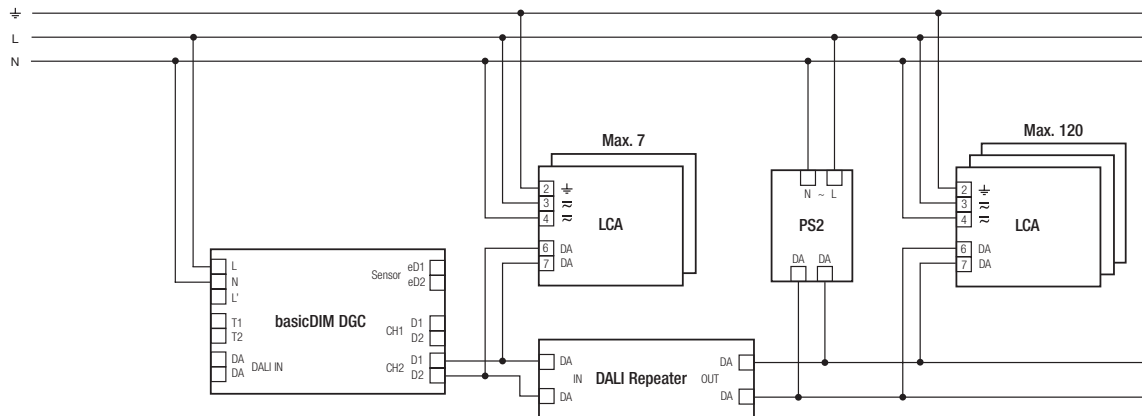 ⏚
L
N
Max. 7
2 ⏚
3 ≂
4 ≂
LCA
6 DA
7 DA
N ~ L
PS2
DA DA
Max. 120
2 ⏚
3 ≂
4 ≂
LCA
6 DA
7 DA
L
N
L'
T1
T2
DA
DA
DALI IN
basicDIM DGC
Sensor
eD1
eD2
CH1
D1
D2
CH2
D1
D2
DA
IN
DA
DALI Repeater
DA
OUT
DA